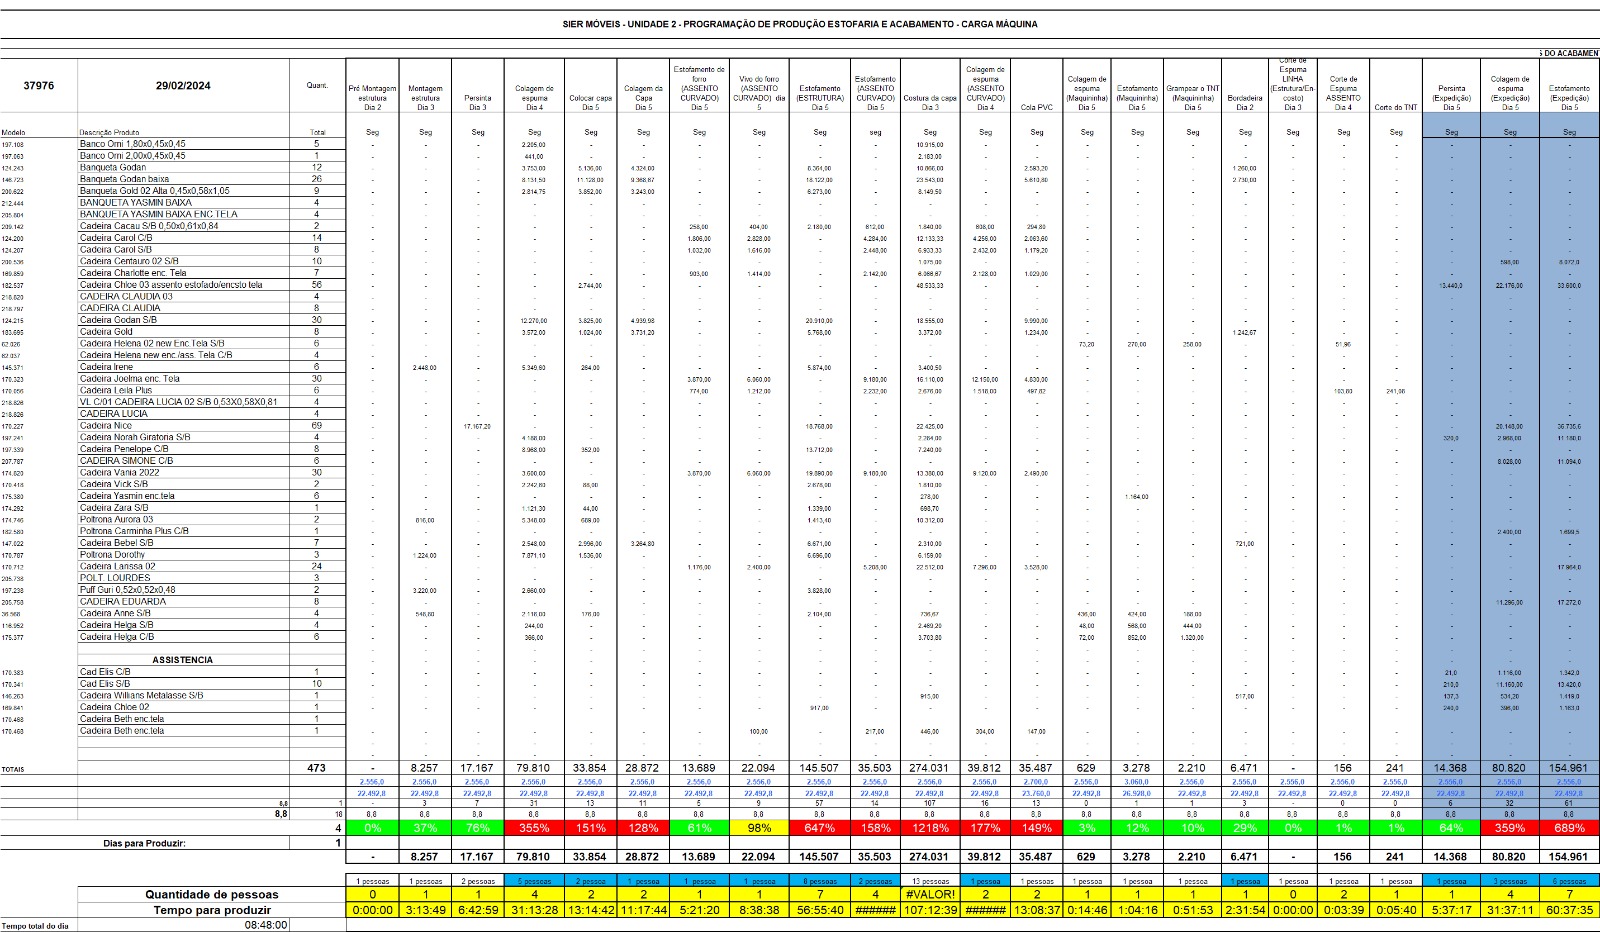 SIER MÓVEIS - UNIDADE 2 - PROGRAMAÇÃO DE PRODUÇÃO ESTOFARIA E ACABAMENTO - CARGA MÁQUINA
S DO ACABAMEN
37976 29/02/2024 Quant. Pré Montagem estrutura Dia 2 Montagem estrutura Dia 3 Persinta Dia 3 Colagem de espuma Dia 4 Colocar capa Dia 5 Colagem da Capa Dia 5 Estofamento de forro (ASSENTO CURVADO) Dia 5 Vivo do forro (ASSENTO CURVADO) dia 5 Estofamento (ESTRUTURA) Dia 5 Estofamento (ASSENTO CURVADO) Dia 5 Costura da capa Dia 3 Colagem de espuma (ASSENTO CURVADO) Dia 4 Cola PVC Colagem de espuma (Maquininha) Dia 5 Estofamento (Maquininha) Dia 5 Grampear o TNT (Maquininha) Dia 5 Bordadeira Dia 2 Corte de Espuma LINHA (Estrutura/En-costo) Dia 3 Corte de Espuma ASSENTO Dia 4 Corte do TNT Persinta (Expedição) Dia 5 Colagem de espuma (Expedição) Dia 5 Estofamento (Expedição) Dia 5
Modelo Descrição Produto Total Seg Seg Seg Seg Seg Seg Seg Seg Seg seg Seg Seg Seg Seg Seg Seg Seg Seg Seg Seg Seg Seg Seg
197.108 Banco Omi 1,80x0,45x0,45 5 2.205,00 10.915,00
197.063 Banco Omi 2,00x0,45x0,45 1 441,00 2.183,00
124.243 Banqueta Godan 12 3.753,00 5.136,00 4.324,00 8.364,00 10.866,00 2.593,20 1.260,00
146.723 Banqueta Godan baixa 26 8.131,50 11.128,00 9.368,67 18.122,00 23.543,00 5.610,80 2.730,00
200.622 Banqueta Gold 02 Alta 0,45x0,58x1,05 9 2.814,75 3.852,00 3.243,00 6.273,00 8.149,50
212.444 BANQUETA YASMIN BAIXA 4
205.804 BANQUETA YASMIN BAIXA ENC TELA 4
209.142 Cadeira Cacau S/B 0,50x0,61x0,84 2 258,00 404,00 2.180,00 612,00 1.840,00 608,00 294,80
124.200 Cadeira Carol C/B 14 1.806,00 2.828,00 4.284,00 12.133,33 4.256,00 2.063,60
124.207 Cadeira Carol S/B 8 1.032,00 1.616,00 2.448,00 6.933,33 2.432,00 1.179,20
200.536 Cadeira Centauro 02 S/B 10 1.075,00 598,00 8.072,0
169.859 Cadeira Charlotte enc. Tela 7 903,00 1.414,00 2.142,00 6.066,67 2.128,00 1.029,00
182.537 Cadeira Chloe 03 assento estofado/encsto tela 56 2.744,00 48.533,33 13.440,0 22.176,00 33.600,0
218.820 CADEIRA CLAUDIA 03 4
218.797 CADEIRA CLAUDIA 8
124.215 Cadeira Godan S/B 30 12.270,00 3.825,00 4.939,98 20.910,00 18.555,00 9.990,00
183.695 Cadeira Gold 8 3.572,00 1.024,00 3.731,20 5.768,00 3.372,00 1.234,00 1.242,67
62.026 Cadeira Helena 02 new Enc.Tela S/B 6 73,20 270,00 258,00 51,96
62.037 Cadeira Helena new enc./ass. Tela C/B 4
145.371 Cadeira Irene 6 2.448,00 5.349,60 264,00 5.874,00 3.400,50
170.323 Cadeira Joelma enc. Tela 30 3.870,00 6.060,00 9.180,00 16.110,00 12.150,00 4.830,00
170.056 Cadeira Leila Plus 6 774,00 1.212,00 2.232,00 2.676,00 1.518,00 497,82 103,80 241,08
218.826 VL C/01 CADEIRA LUCIA 02 S/B 0,53X0,58X0,81 4
218.826 CADEIRA LUCIA 4
170.227 Cadeira Nice 69 17.167,20 18.768,00 22.425,00 20.148,00 36.735,6
197.241 Cadeira Norah Giratoria S/B 4 4.188,00 2.264,00 320,0 2.968,00 11.180,0
197.339 Cadeira Penelope C/B 8 8.968,00 352,00 13.712,00 7.240,00
207.787 CADEIRA SIMONE C/B 6 8.028,00 11.094,0
174.620 Cadeira Vania 2022 30 3.600,00 3.870,00 6.060,00 19.890,00 9.180,00 13.380,00 9.120,00 2.490,00
170.418 Cadeira Vick S/B 2 2.242,60 88,00 2.678,00 1.810,00
175.380 Cadeira Yasmin enc.tela 6 278,00 1.164,00
174.292 Cadeira Zara S/B 1 1.121,30 44,00 1.339,00 698,70
174.746 Poltrona Aurora 03 2 816,00 5.348,00 669,00 1.413,40 10.312,00
182.580 Poltrona Carminha Plus C/B 1 2.400,00 1.699,5
147.022 Cadeira Bebel S/B 7 2.548,00 2.996,00 3.264,80 6.671,00 2.310,00 721,00
170.787 Poltrona Dorothy 3 1.224,00 7.871,10 1.536,00 6.696,00 6.159,00
170.712 Cadeira Larissa 02 24 1.176,00 2.400,00 5.208,00 22.512,00 7.296,00 3.528,00 17.964,0
205.738 POLT. LOURDES 3
197.238 Puff Guri 0,52x0,52x0,48 2 3.220,00 2.660,00 3.828,00
205.758 CADEIRA EDUARDA 8 11.296,00 17.272,0
36.568 Cadeira Anne S/B 4 548,80 2.116,00 176,00 2.104,00 736,67 436,00 424,00 188,00
116.952 Cadeira Helga S/B 4 244,00 2.469,20 48,00 568,00 444,00
175.377 Cadeira Helga C/B 6 366,00 3.703,80 72,00 852,00 1.320,00
ASSISTENCIA
170.383 Cad Elis C/B 1 21,0 1.116,00 1.342,0
170.341 Cad Elis S/B 10 210,0 11.160,00 13.420,0
146.263 Cadeira Willians Metalasse S/B 1 915,00 517,00 137,3 534,20 1.419,0
169.841 Cadeira Chloe 02 1 917,00 240,0 396,00 1.163,0
170.468 Cadeira Beth enc.tela 1
170.468 Cadeira Beth enc.tela 1 100,00 217,00 446,00 304,00 147,00
TOTAIS 473 - 8.257 17.167 79.810 33.854 28.872 13.689 22.094 145.507 35.503 274.031 39.812 35.487 629 3.278 2.210 6.471 - 156 241 14.368 80.820 154.961
2.556,0 2.556,0 2.556,0 2.556,0 2.556,0 2.556,0 2.556,0 2.556,0 2.556,0 2.556,0 2.556,0 2.556,0 2.700,0 2.556,0 3.060,0 2.556,0 2.556,0 2.556,0 2.556,0 2.556,0 2.556,0 2.556,0 2.556,0
22.492,8 22.492,8 22.492,8 22.492,8 22.492,8 22.492,8 22.492,8 22.492,8 22.492,8 22.492,8 22.492,8 22.492,8 23.760,0 22.492,8 26.928,0 22.492,8 22.492,8 22.492,8 22.492,8 22.492,8 22.492,8 22.492,8 22.492,8
8,8 1 - 3 7 31 13 11 5 9 57 14 107 16 13 0 1 1 3 - 0 0 6 32 61
8,8 18 8,8 8,8 8,8 8,8 8,8 8,8 8,8 8,8 8,8 8,8 8,8 8,8 8,8 8,8 8,8 8,8 8,8 8,8 8,8 8,8 8,8 8,8 8,8
4 0% 37% 76% 355% 151% 128% 61% 98% 647% 158% 1218% 177% 149% 3% 12% 10% 29% 0% 1% 1% 64% 359% 689%
Dias para Produzir: 1
- 8.257 17.167 79.810 33.854 28.872 13.689 22.094 145.507 35.503 274.031 39.812 35.487 629 3.278 2.210 6.471 - 156 241 14.368 80.820 154.961
1 pessoas 1 pessoas 2 pessoas 5 pessoas 2 pessoas 1 pessoas 1 pessoas 1 pessoas 8 pessoas 2 pessoas 13 pessoas 1 pessoa 2 pessoas 1 pessoas 1 pessoas 1 pessoas 1 pessoa 1 pessoas 1 pessoas 1 pessoas 1 pessoa 3 pessoas 6 pessoas
Quantidade de pessoas 0 1 1 4 2 2 1 1 7 4 #VALOR! 2 2 1 1 1 1 0 2 1 1 4 7
Tempo para produzir 0:00:00 3:13:49 6:42:59 31:13:28 13:14:42 11:17:44 5:21:20 8:38:38 56:55:40 ###### 107:12:39 ###### 13:08:37 0:14:46 1:04:16 0:51:53 2:31:54 0:00:00 0:03:39 0:05:40 5:37:17 31:37:11 60:37:35
Tempo total do dia 08:48:00